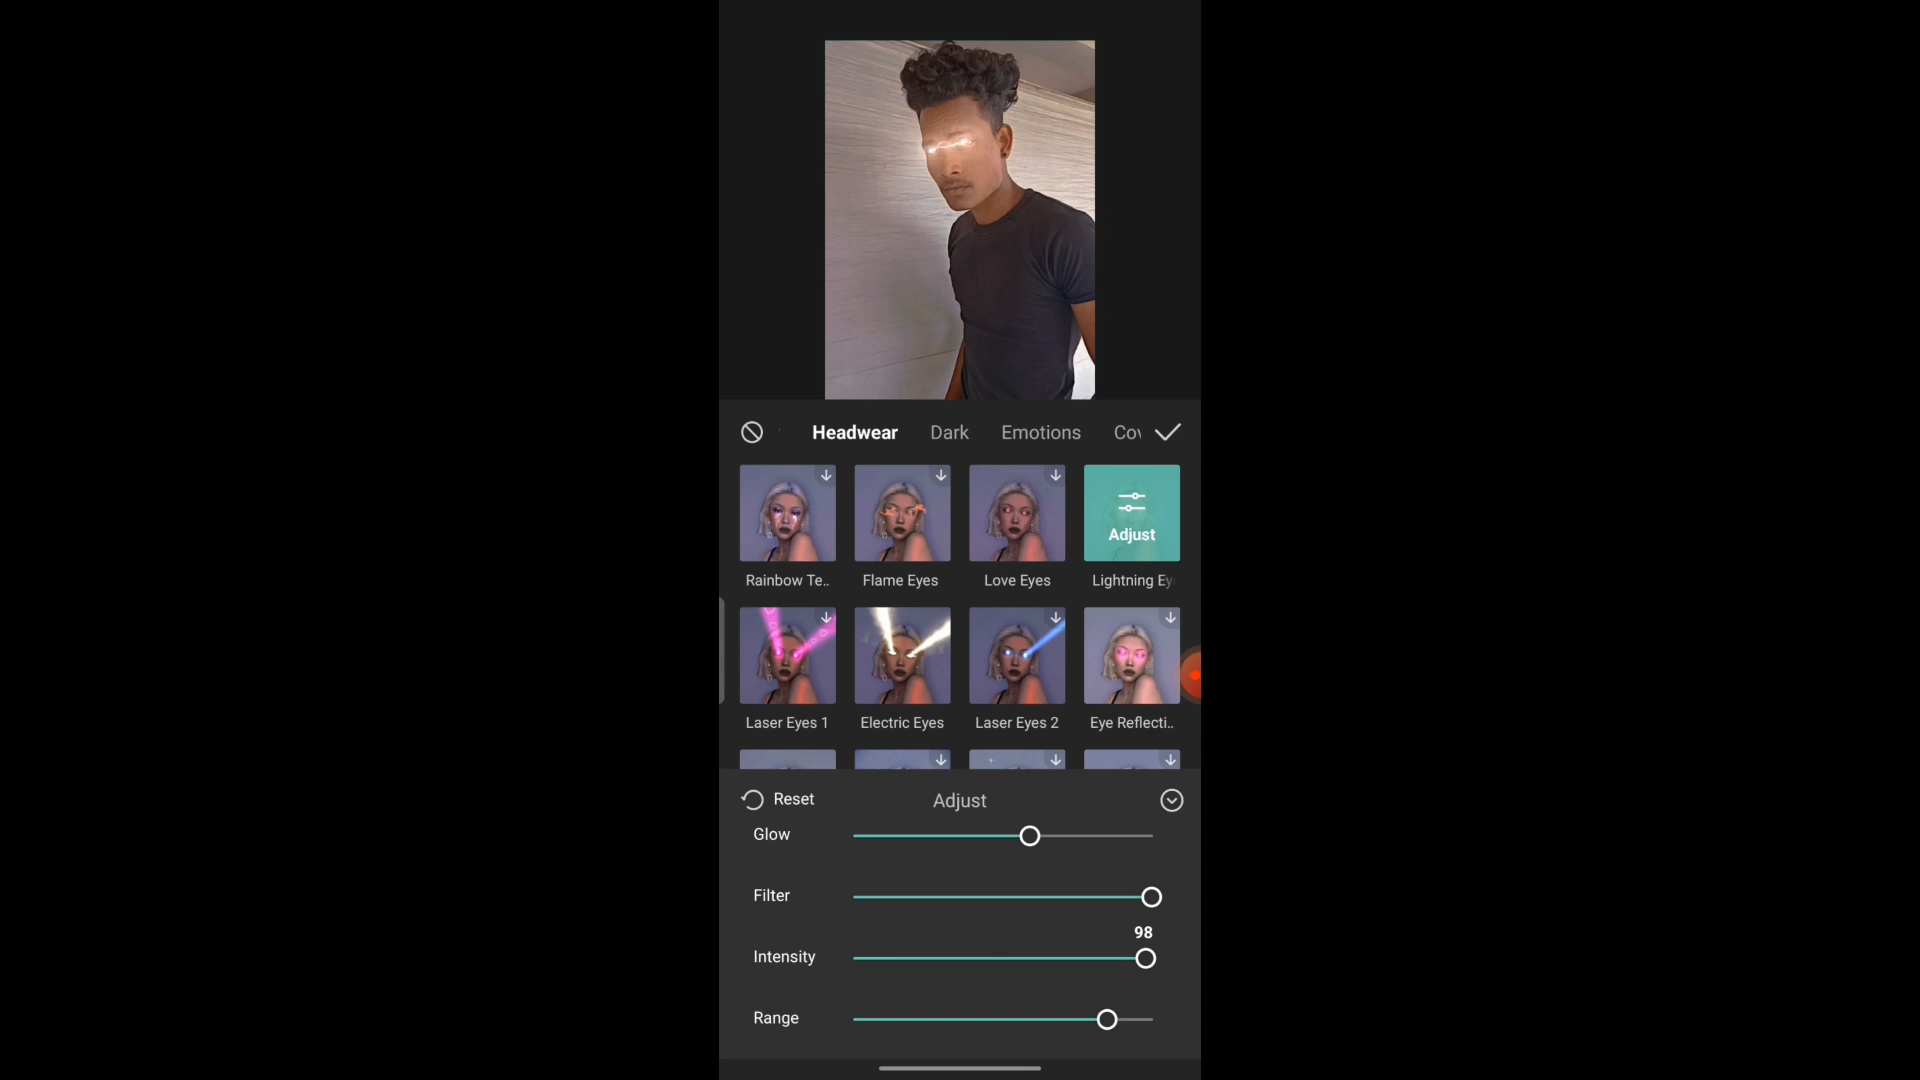 Headwear Dark Emotions Cov
Adjust
Rainbow Te.. Flame Eyes Love Eyes Lightning Ey
Laser Eyes 1 Electric Eyes Laser Eyes 2 Eye Reflecti..
Reset Adjust
Glow
Filter
98
Intensity
Range